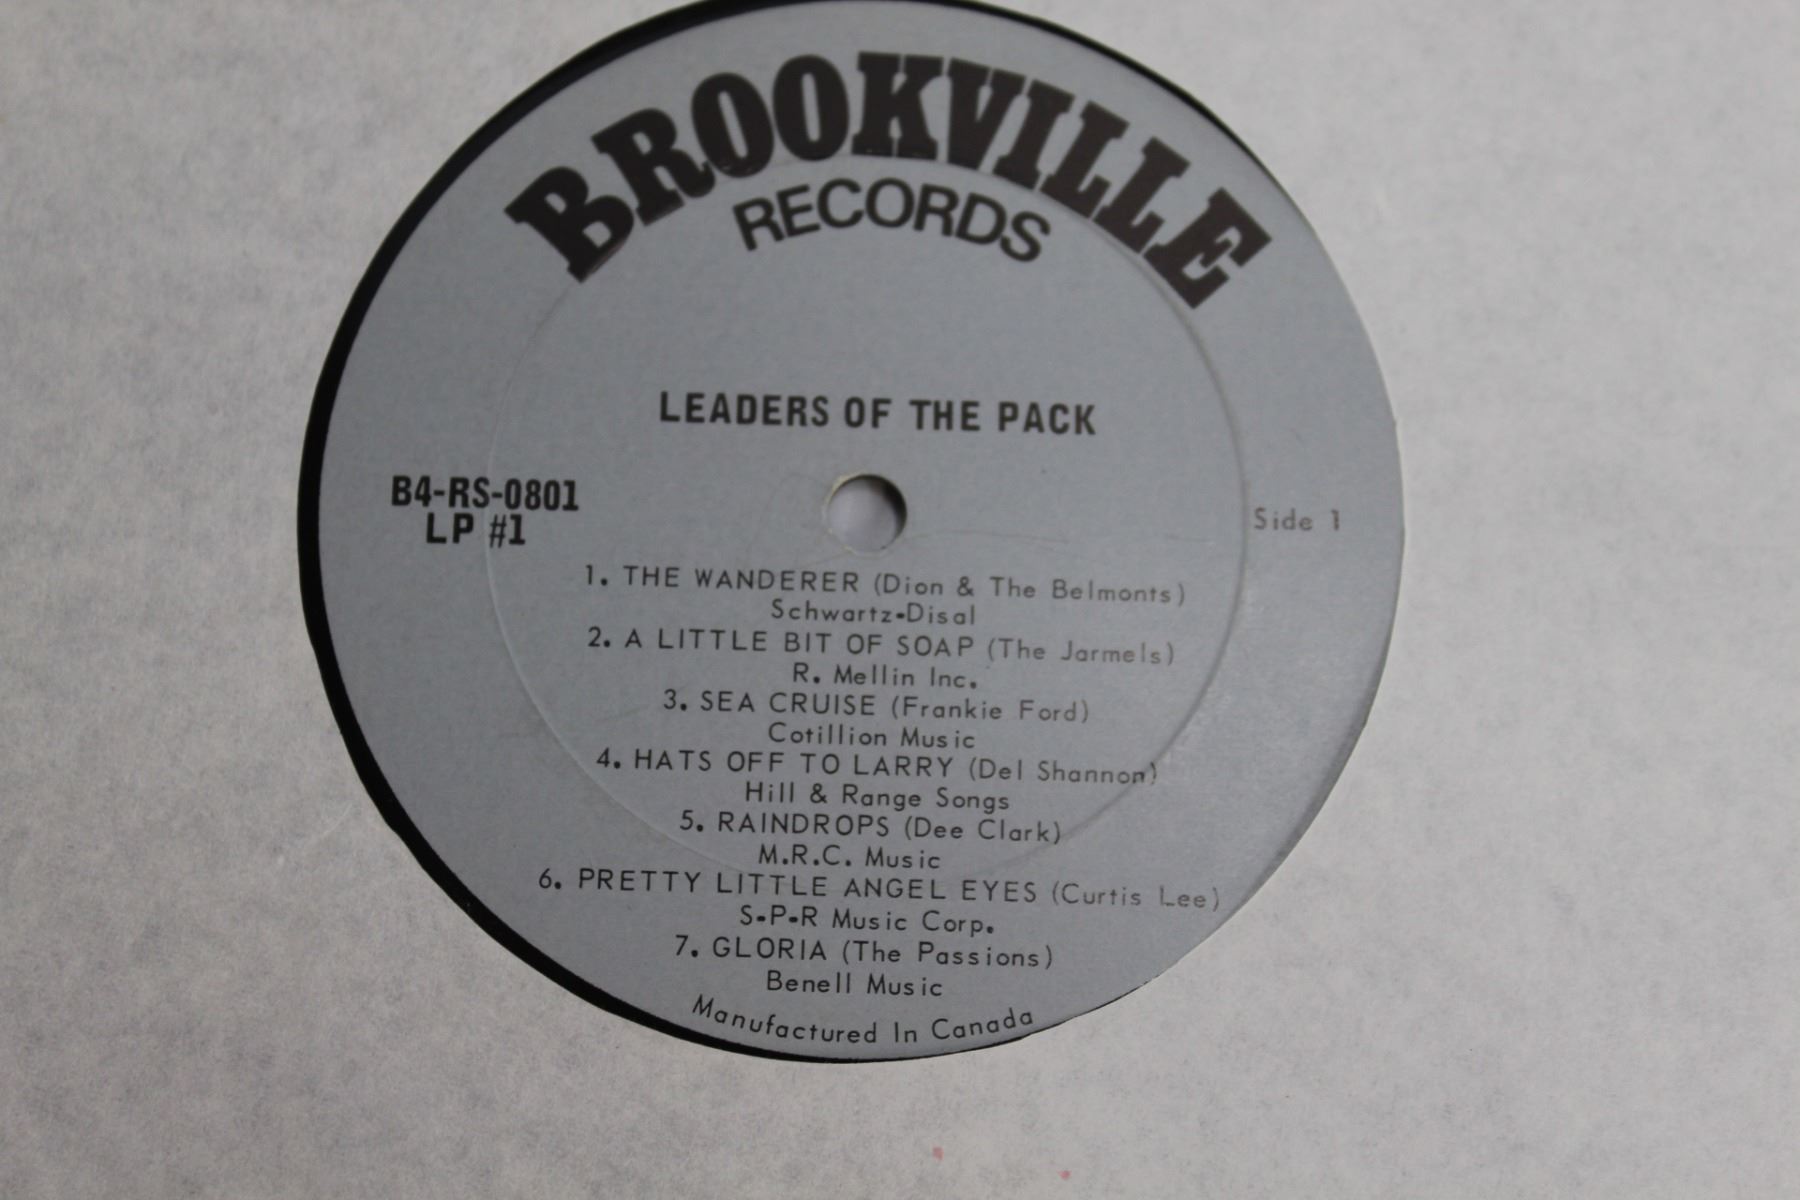 BROOKVILLE
RECORDS
LEADERS OF THE PACK
B4-RS-0801
LP #1
Side 1
1. THE WANDERER (Dion & The Belmonts)
Schwartz-Disal
2. A LITTLE BIT OF SOAP (The Jarmels)
R. Mellin Inc.
3. SEA CRUISE (Frankie Ford)
Cotillion Music
4. HATS OFF TO LARRY (Del Shannon)
Hill & Range Songs
5. RAINDROPS (Dee Clark)
M.R.C. Music
6. PRETTY LITTLE ANGEL EYES (Curtis Lee)
S-P-R Music Corp.
7. GLORIA (The Passions)
Benell Music
Manufactured In Canada